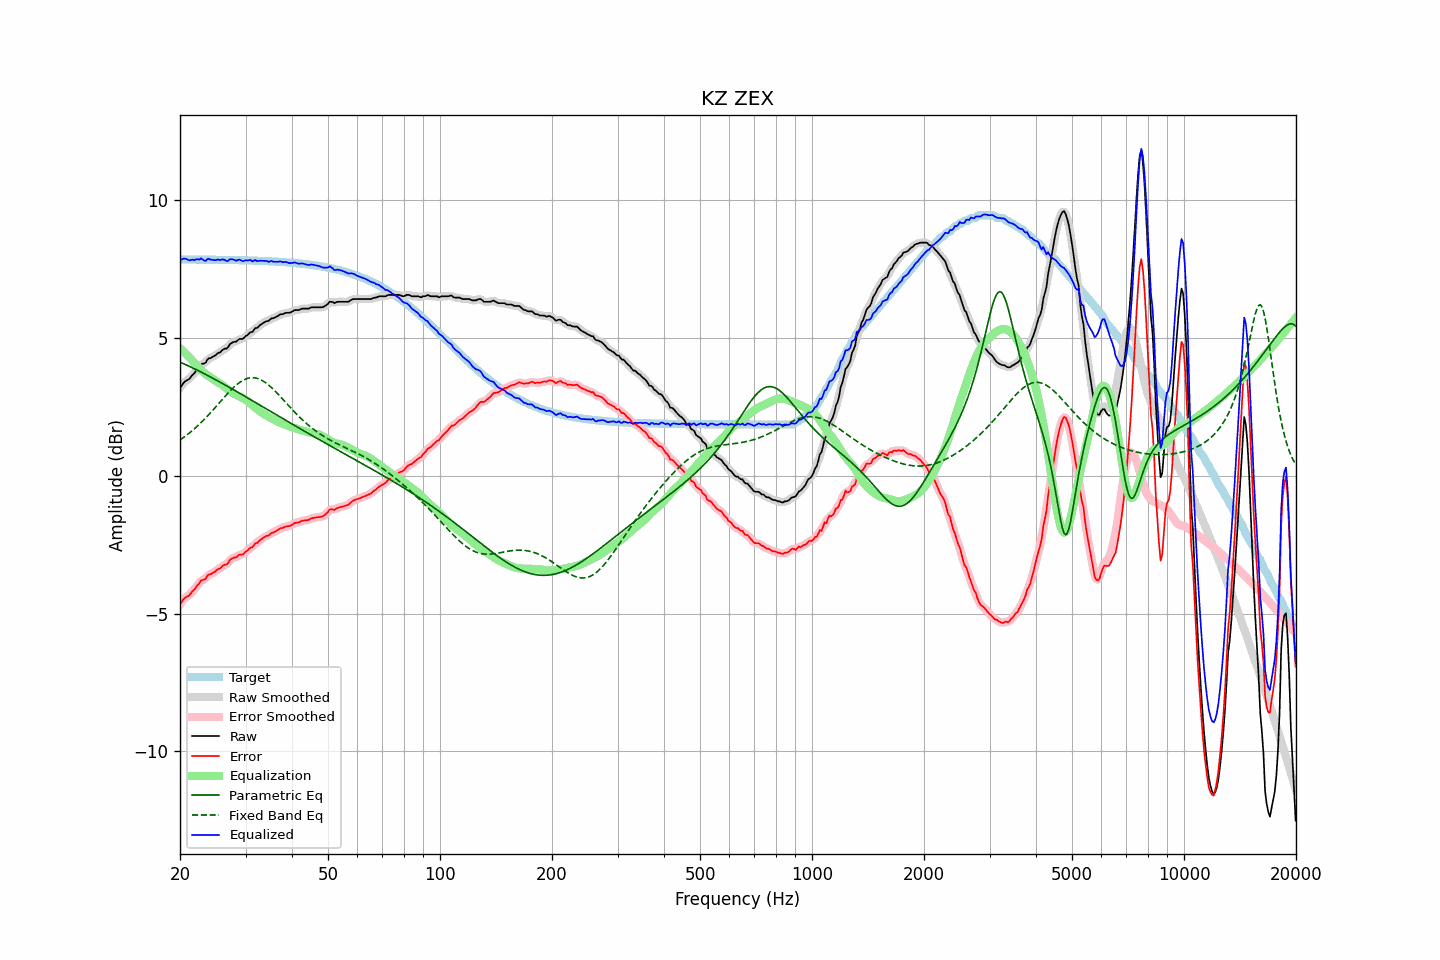 KZ ZEX
Amplitude (dBr)
10
5
0
−5
−10
Target
Raw Smoothed
Error Smoothed
Raw
Error
Equalization
Parametric Eq
Fixed Band Eq
Equalized
20 50 100 200 500 1000 2000 5000 10000 20000
Frequency (Hz)